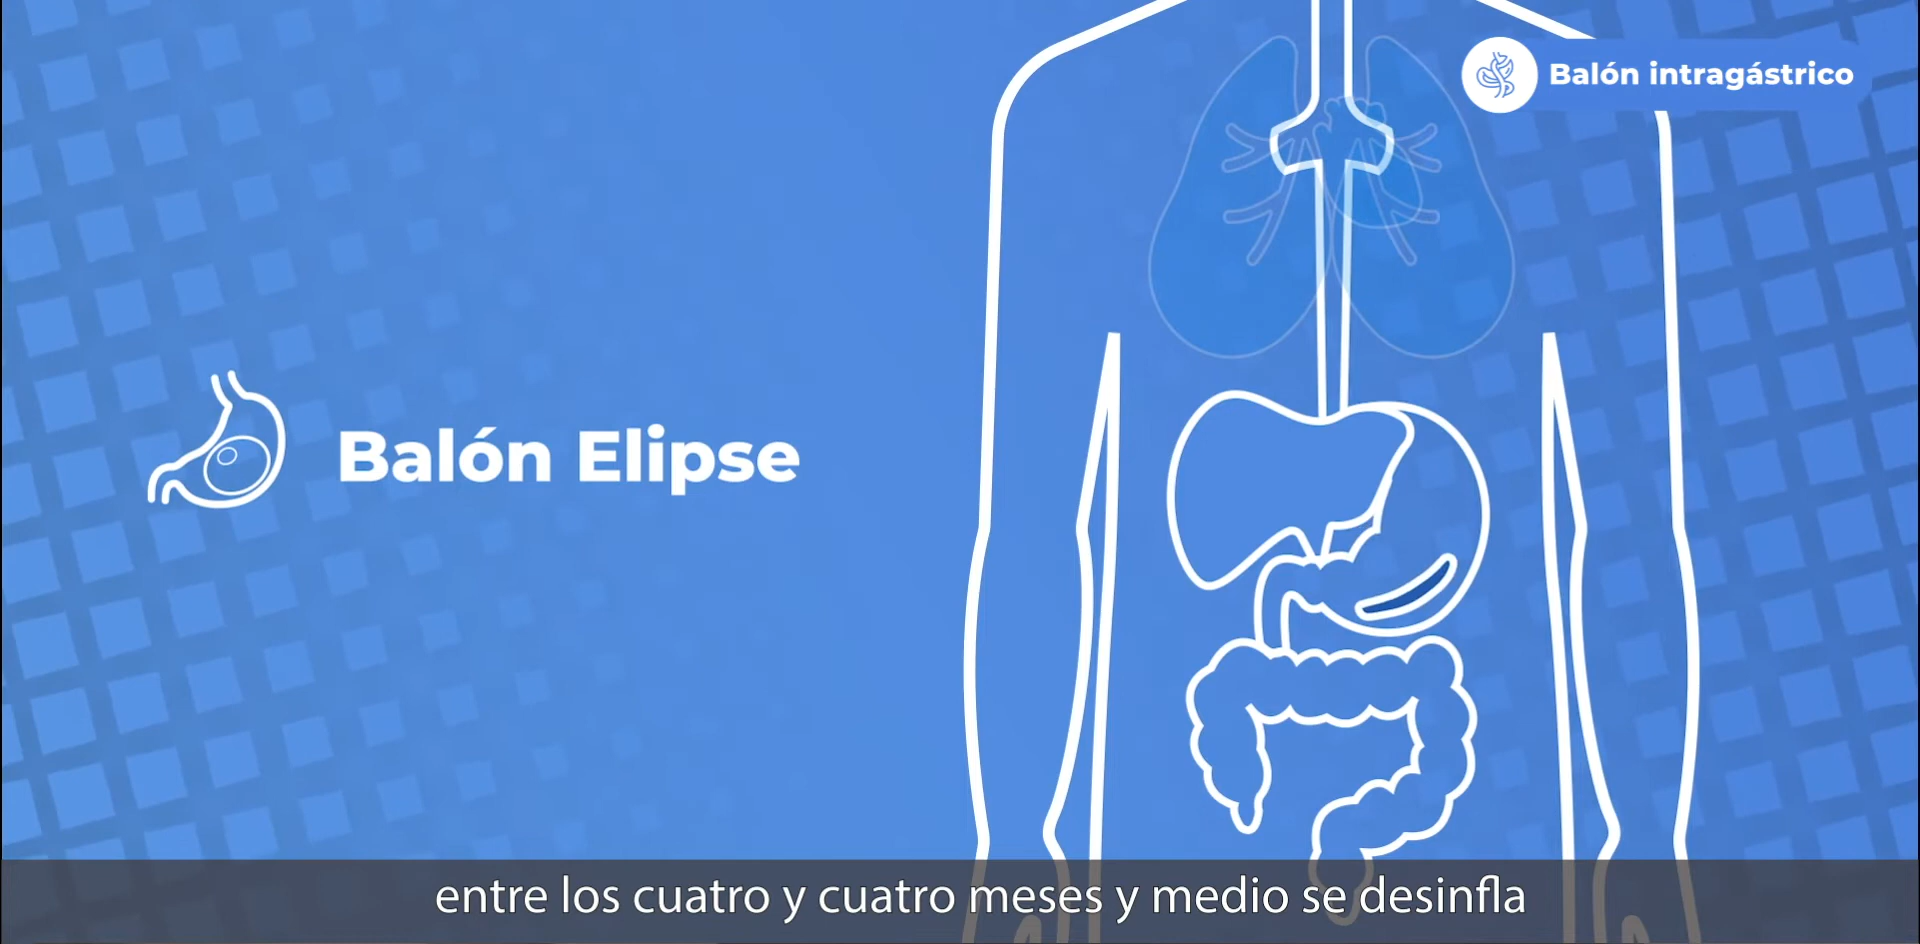 Balón intragástrico
Balón Elipse
entre los cuatro y cuatro meses y medio se desinfla